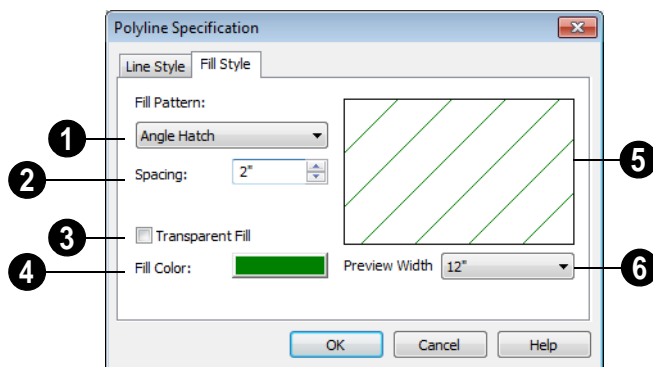 Polyline Specification
Line Style
Fill Style
Fill Pattern:
1
Angle Hatch
2
Spacing:
2"
5
3
Transparent Fill
4
Fill Color:
Preview Width
12"
6
OK
Cancel
Help